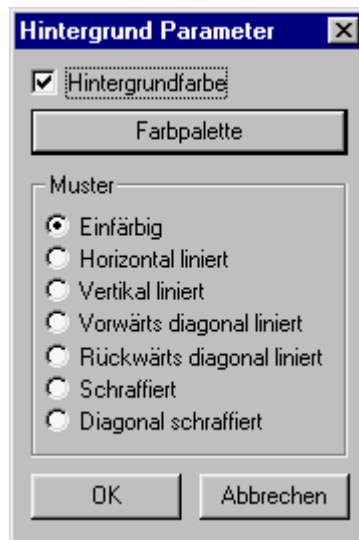 Hintergrund Parameter
Hintergrundfarbe
Farbpalette
Muster
Einfärbig
Horizontal liniert
Vertikal liniert
Vorwärts diagonal liniert
Rückwärts diagonal liniert
Schraffiert
Diagonal schraffiert
OK Abbrechen